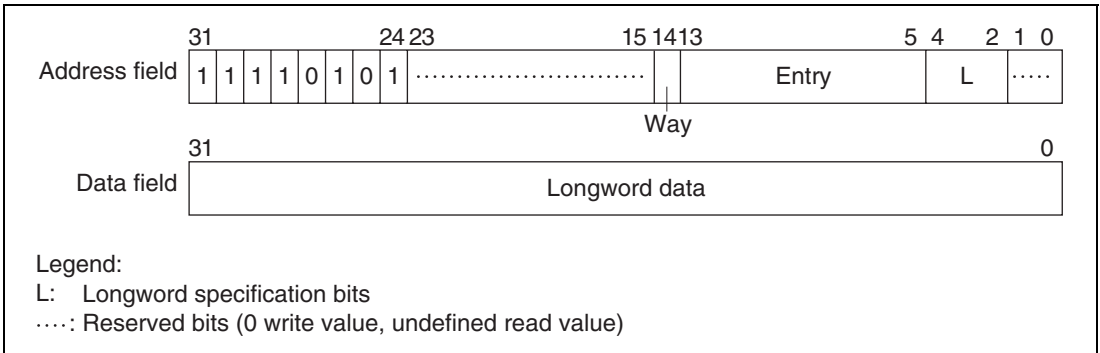 31 24 23 15 14 13 5 4 2 1 0
Address field 1 1 1 1 0 1 0 1 ............................ Entry L .....
Way
31 0
Data field Longword data
Legend:
L: Longword specification bits
....: Reserved bits (0 write value, undefined read value)